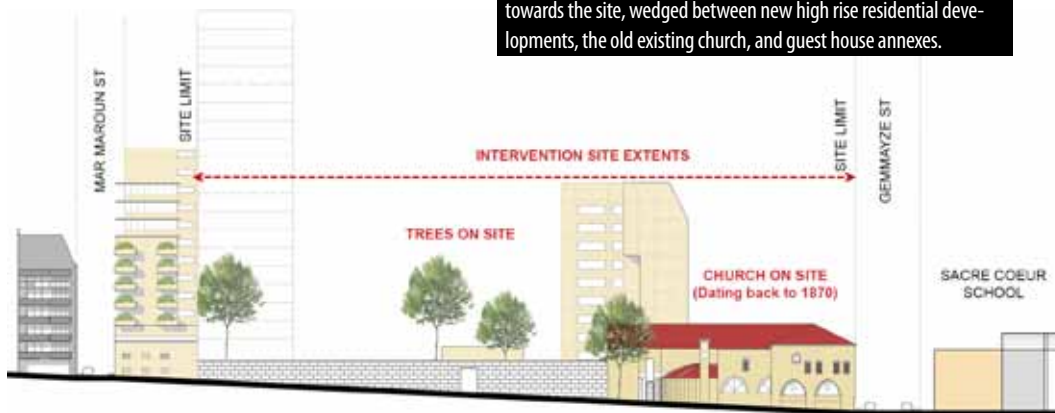 towards the site, wedged between new high rise residential deve-
lopments, the old existing church, and guest house annexes.
MAR MAROUN ST
SITE LIMIT
INTERVENTION SITE EXTENTS
SITE LIMIT
GEMMAYZE ST
TREES ON SITE
CHURCH ON SITE
(Dating back to 1870)
SACRE COEUR
SCHOOL